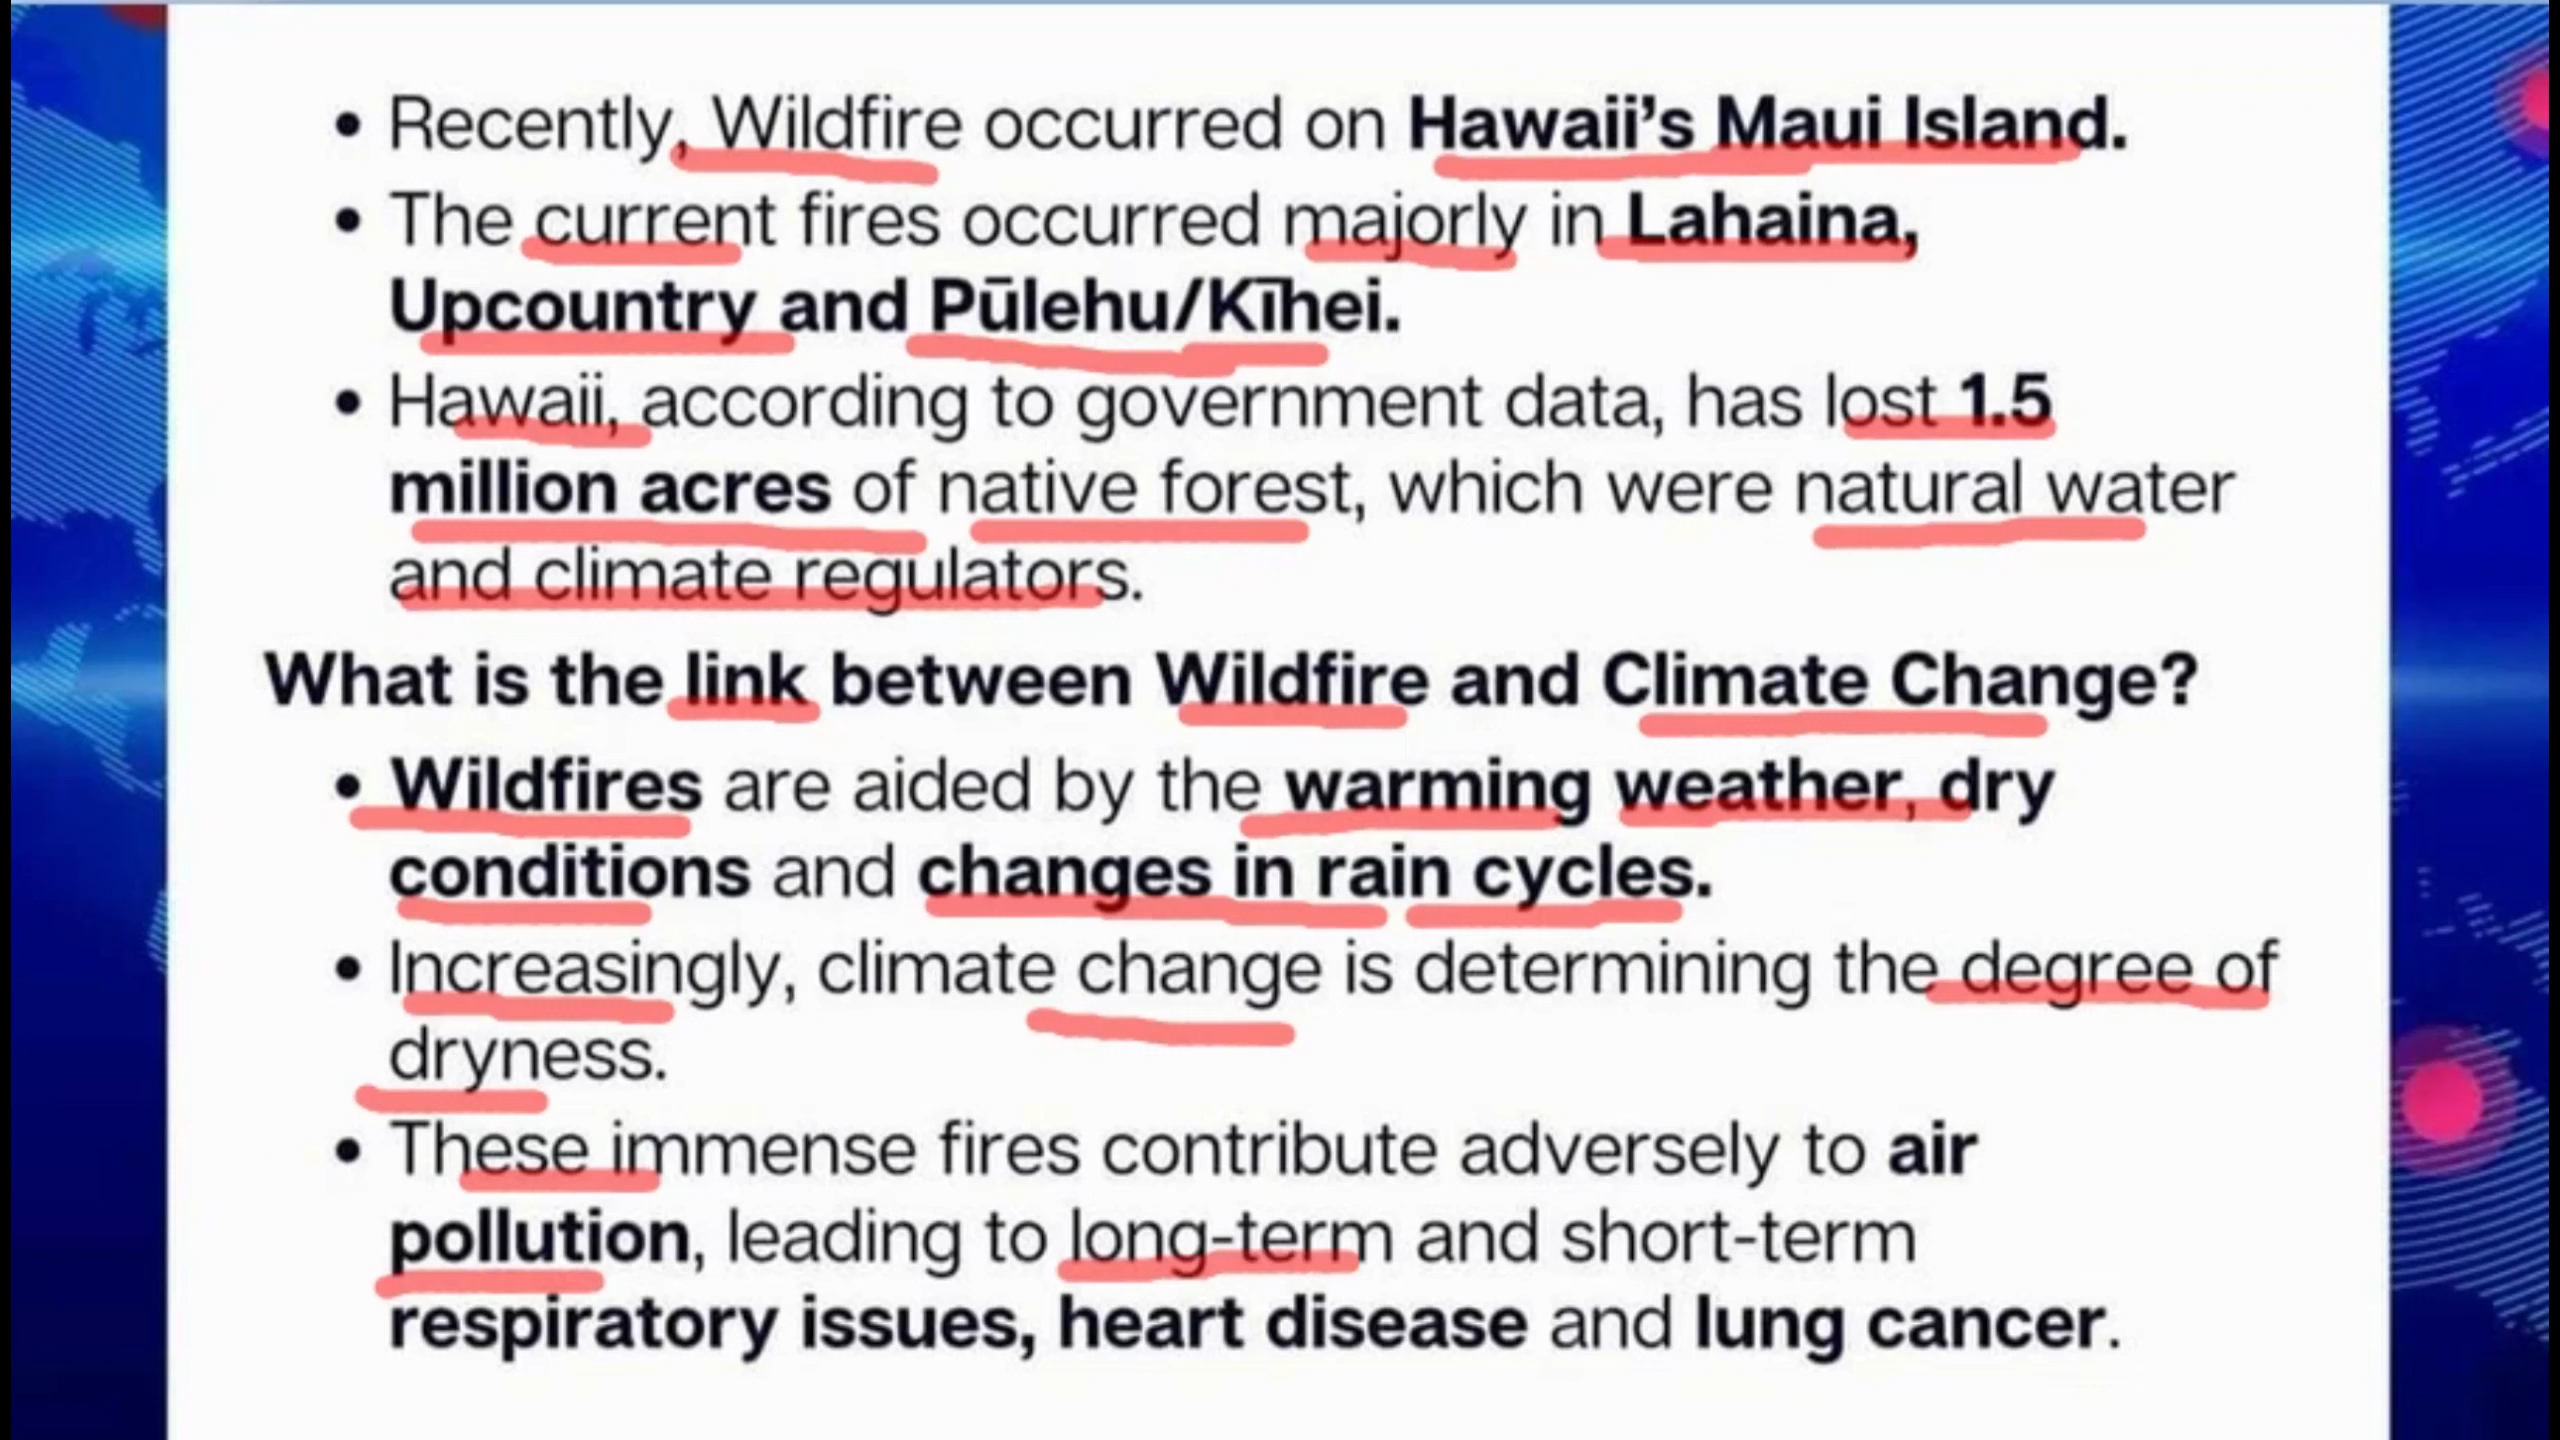 • Recently, Wildfire occurred on Hawaii's Maui Island.
• The current fires occurred majorly in Lahaina,
Upcountry and Pūlehu/Kīhei.
• Hawaii, according to government data, has lost 1.5
million acres of native forest, which were natural water
and climate regulators.
What is the link between Wildfire and Climate Change?
• Wildfires are aided by the warming weather, dry
conditions and changes in rain cycles.
• Increasingly, climate change is determining the degree of
dryness.
• These immense fires contribute adversely to air
pollution, leading to long-term and short-term
respiratory issues, heart disease and lung cancer.